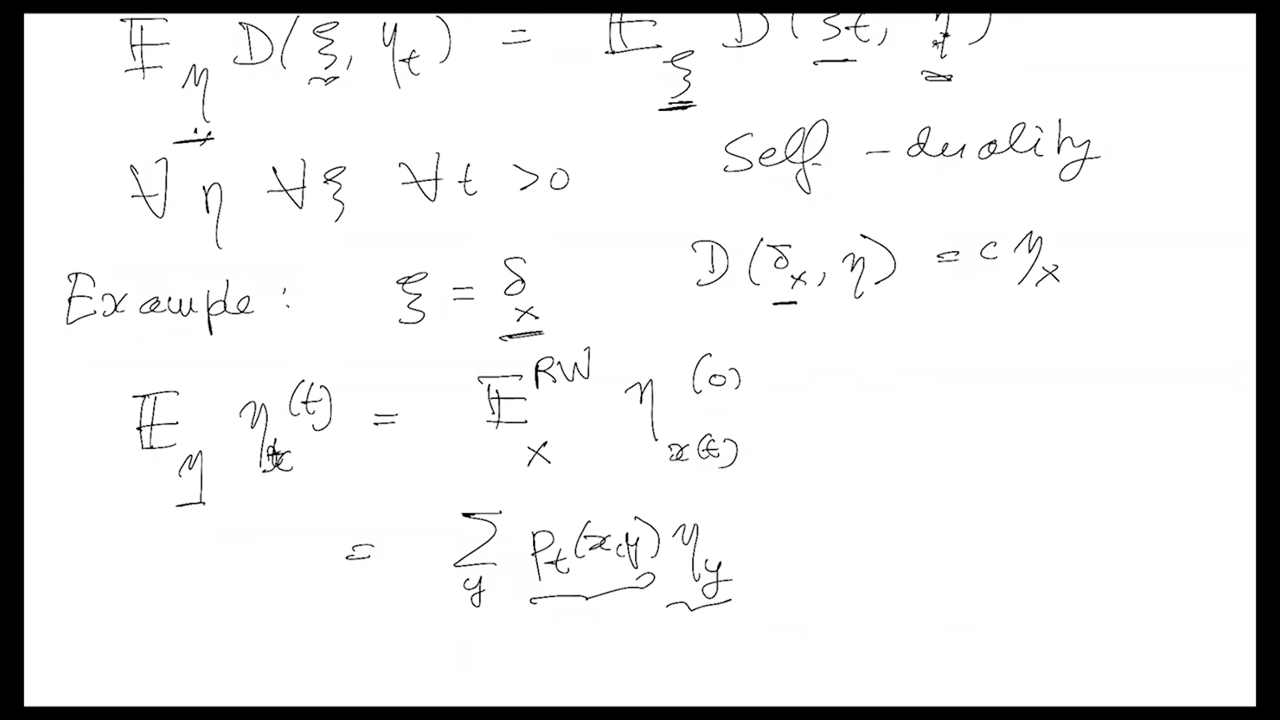 𝔼_η D(ξ, η_t) = 𝔼_ξ D(ξ_t, η)
∀η ∀ξ ∀t >0 Self-duality
Example: ξ = δ_x D(δ_x, η) = c η_x
𝔼_η η_x^(t) = 𝔼_x^RW η_x(t)^(0)
= ∑_y p_t(x,y) η_y